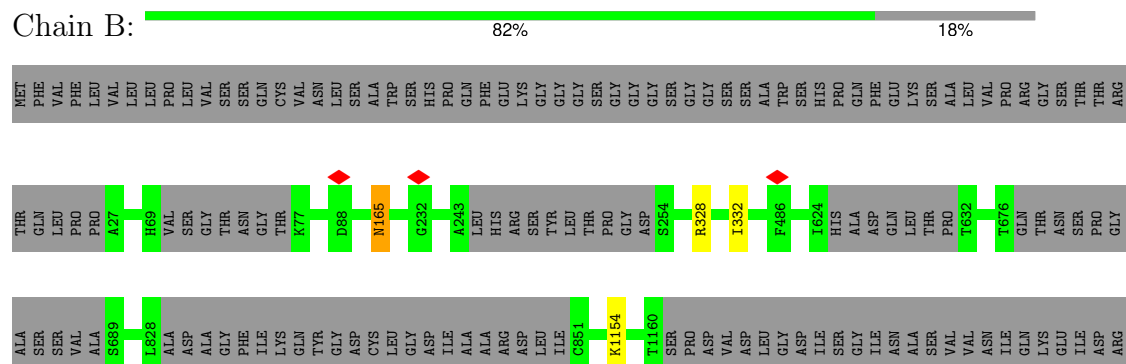 Chain B: 82% 18%
MET PHE VAL PHE LEU VAL LEU LEU PRO LEU VAL SER SER GLN CYS VAL ASN LEU SER ALA TRP SER HIS PRO GLN PHE GLU LYS GLY GLY GLY SER GLY GLY GLY SER GLY GLY SER SER ALA TRP SER HIS PRO GLN PHE GLU LYS SER ALA LEU VAL PRO ARG GLY SER THR THR ARG
THR GLN LEU PRO PRO A27 H69 VAL SER GLY THR ASN GLY THR K77 D88 N165 G232 A243 LEU HIS ARG SER TYR LEU THR PRO GLY ASP S254 R328 I332 F486 I624 HIS ALA ASP GLN LEU THR PRO T632 T676 GLN THR ASN SER PRO GLY
ALA SER SER VAL ALA S689 L828 ALA ASP ALA GLY PHE ILE LYS GLN TYR GLY ASP CYS LEU GLY ASP ILE ALA ALA ARG ASP LEU ILE C851 K1154 T1160 SER PRO ASP VAL ASP LEU GLY ASP ILE SER GLY ILE ASN ALA SER VAL VAL ASN ILE GLN LYS GLU ILE ASP ARG